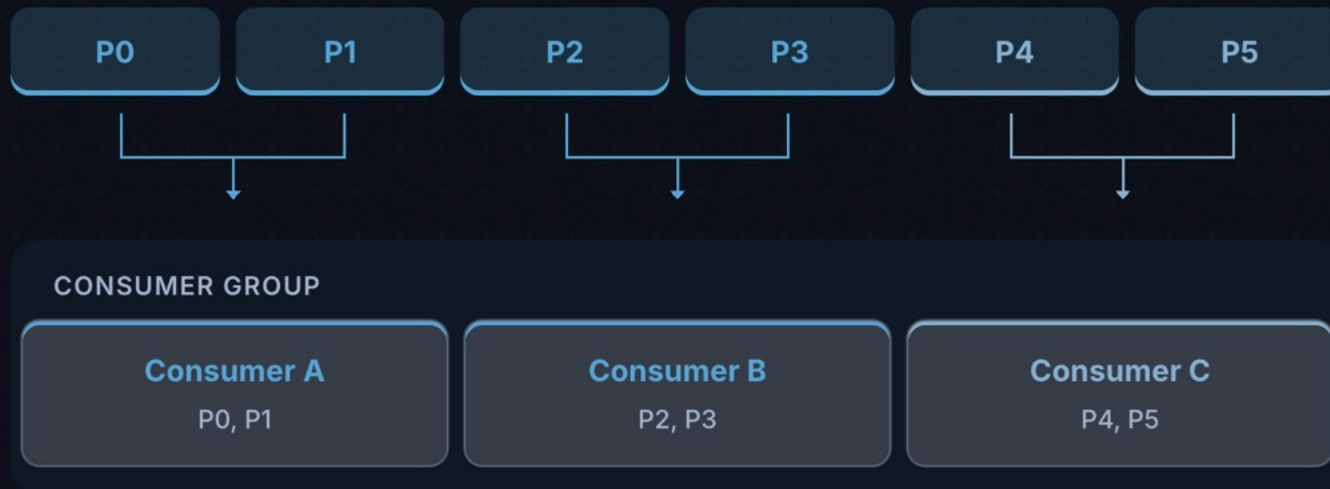 P0 P1 P2 P3 P4 P5
CONSUMER GROUP
Consumer A Consumer B Consumer C
P0, P1 P2, P3 P4, P5